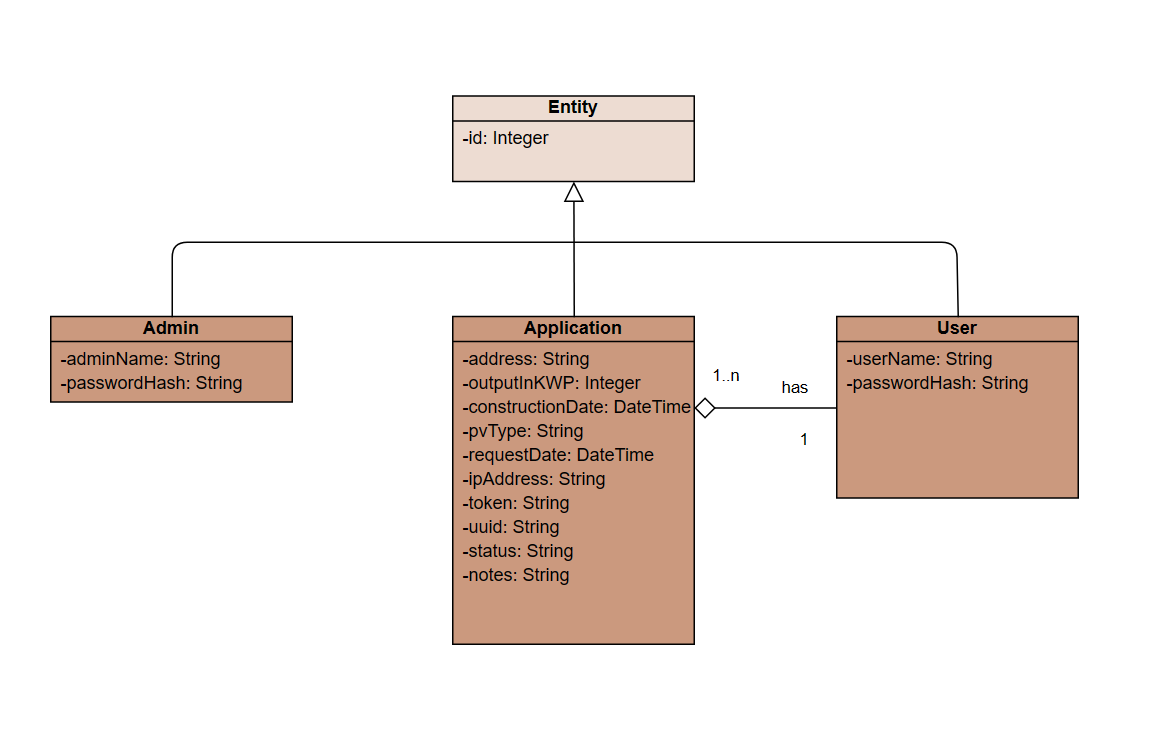 Entity
-id: Integer
Admin
-adminName: String
-passwordHash: String
Application
-address: String
-outputInKWP: Integer
-constructionDate: DateTime
-pvType: String
-requestDate: DateTime
-ipAddress: String
-token: String
-uuid: String
-status: String
-notes: String
1..n
has
1
User
-userName: String
-passwordHash: String